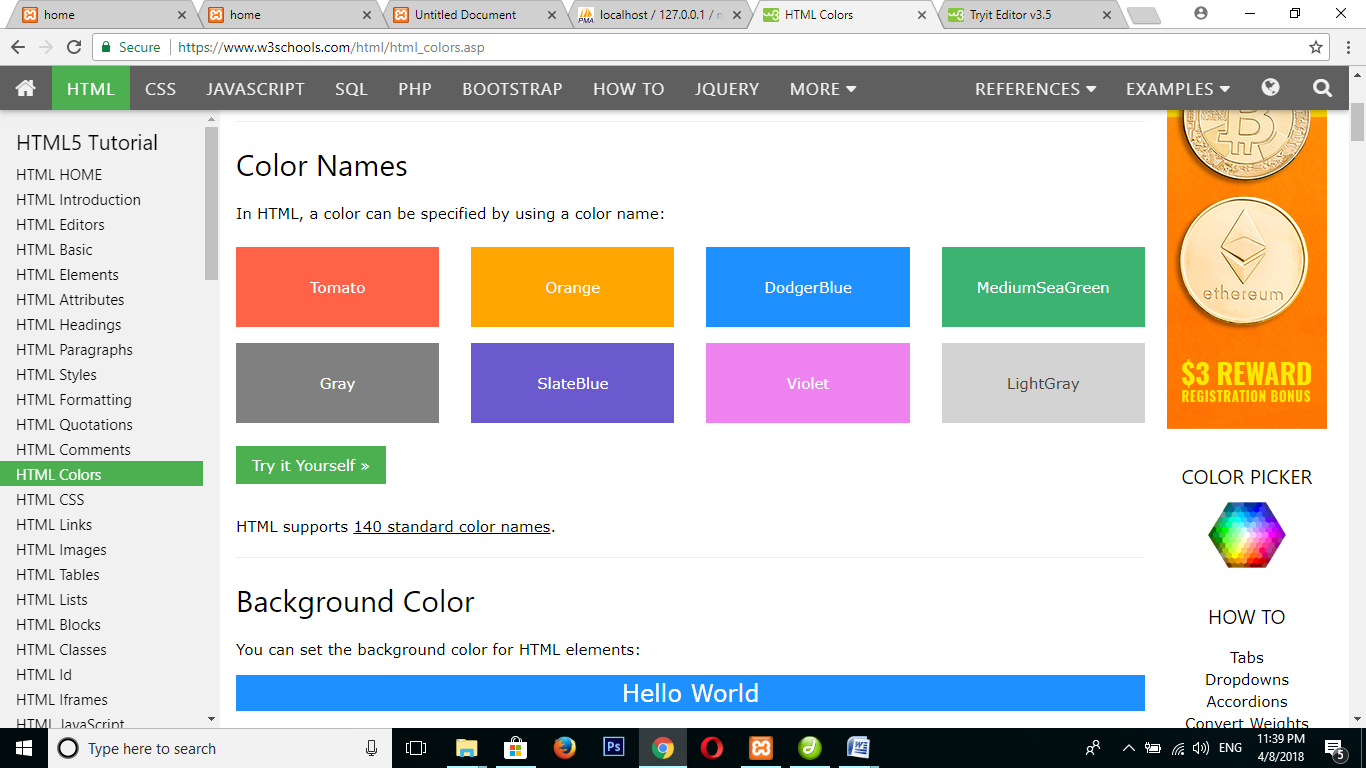 home
home
Untitled Document
localhost / 127.0.0.1 / n
HTML Colors
Tryit Editor v3.5
Secure
https://www.w3schools.com/html/html_colors.asp
HTML CSS JAVASCRIPT SQL PHP BOOTSTRAP HOW TO JQUERY MORE REFERENCES EXAMPLES
HTML5 Tutorial
HTML HOME
HTML Introduction
HTML Editors
HTML Basic
HTML Elements
HTML Attributes
HTML Headings
HTML Paragraphs
HTML Styles
HTML Formatting
HTML Quotations
HTML Comments
HTML Colors
HTML CSS
HTML Links
HTML Images
HTML Tables
HTML Lists
HTML Blocks
HTML Classes
HTML Id
HTML Iframes
HTML JavaScript
Color Names
In HTML, a color can be specified by using a color name:
Tomato
Orange
DodgerBlue
MediumSeaGreen
Gray
SlateBlue
Violet
LightGray
Try it Yourself »
HTML supports 140 standard color names.
Background Color
You can set the background color for HTML elements:
Hello World
ethereum
$3 REWARD
REGISTRATION BONUS
COLOR PICKER
HOW TO
Tabs
Dropdowns
Accordions
Convert Weights
Type here to search
Ps
ENG
11:39 PM
4/8/2018
5